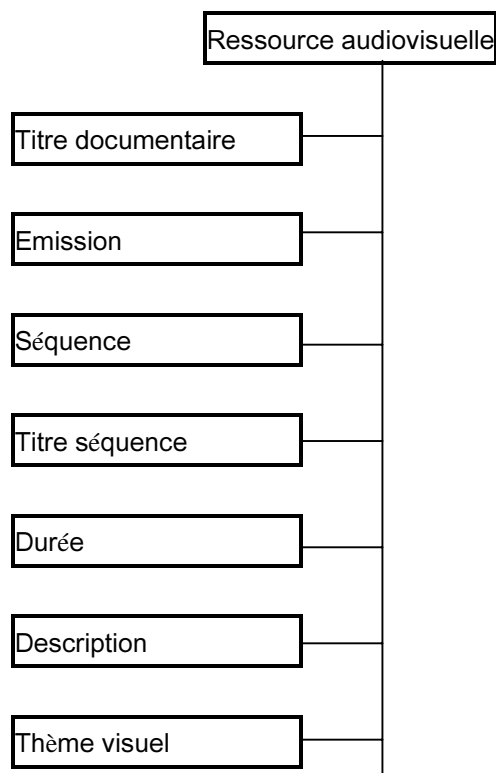 Ressource audiovisuelle
Titre documentaire
Emission
Séquence
Titre séquence
Durée
Description
Thème visuel